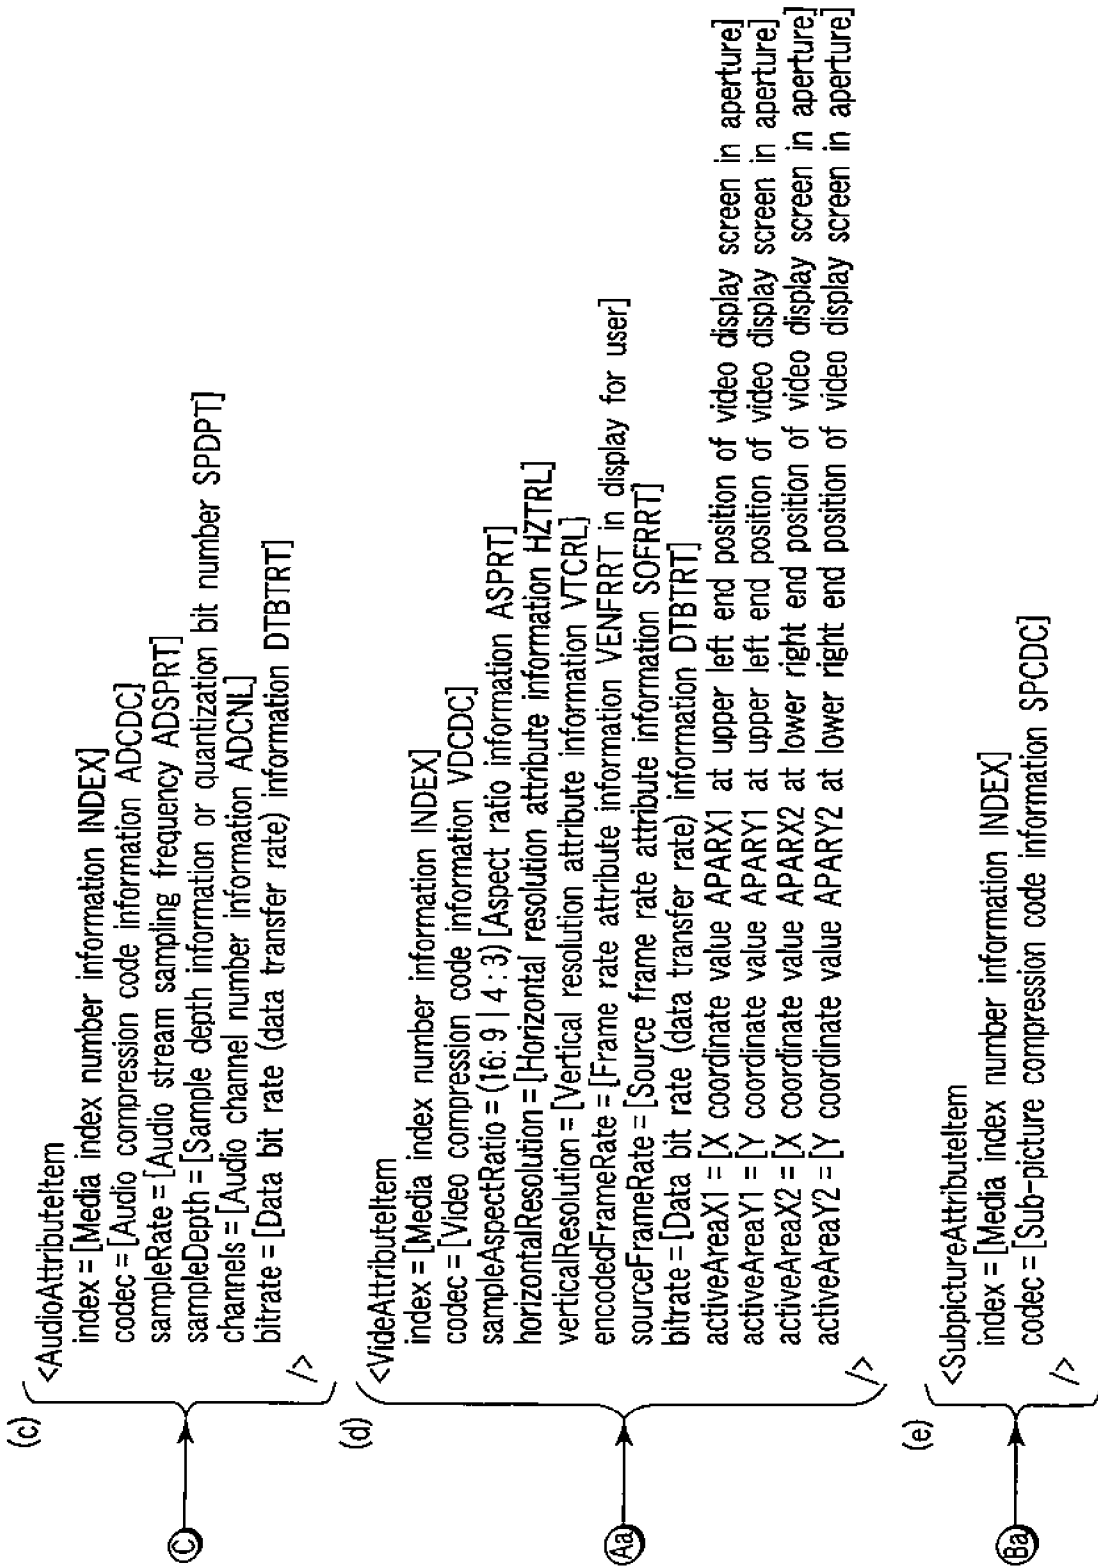 (c)
<AudioAttributeItem
index = [Media index number information INDEX]
codec = [Audio compression code information ADCDC]
sampleRate = [Audio stream sampling frequency ADSPRT]
sampleDepth = [Sample depth information or quantization bit number SPDPT]
channels = [Audio channel number information ADCNL]
bitrate = [Data bit rate (data transfer rate) information DTBTRT]
/>
C
(d)
<VideAttributeItem
index = [Media index number information INDEX]
codec = [Video compression code information VDCDC]
sampleAspectRatio = (16:9 | 4:3) [Aspect ratio information ASPRT]
horizontalResolution = [Horizontal resolution attribute information HZTRL]
verticalResolution = [Vertical resolution attribute information VTCRL]
encodedFrameRate = [Frame rate attribute information VENFRRT in display for user]
sourceFrameRate = [Source frame rate attribute information SOFRRT]
bitrate = [Data bit rate (data transfer rate) information DTBTRT]
activeAreaX1 = [X coordinate value APARX1 at upper left end position of video display screen in aperture]
activeAreaY1 = [Y coordinate value APARY1 at upper left end position of video display screen in aperture]
activeAreaX2 = [X coordinate value APARX2 at lower right end position of video display screen in aperture]
activeAreaY2 = [Y coordinate value APARY2 at lower right end position of video display screen in aperture]
/>
Aa
(e)
<SubpictureAttributeItem
index = [Media index number information INDEX]
codec = [Sub-picture compression code information SPCDC]
/>
Ba